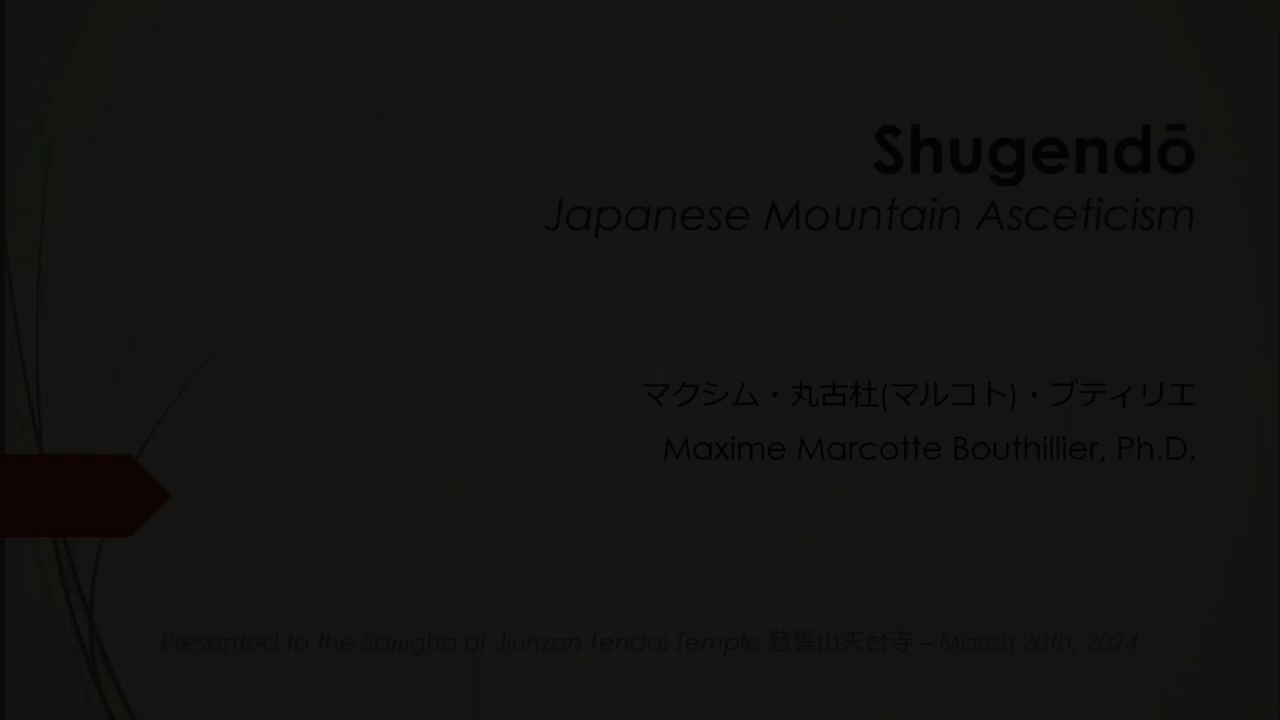 Shugendō
Japanese Mountain Asceticism
マクシム・丸古杜(マルコト)・ブティリエ
Maxime Marcotte Bouthillier, Ph.D.
Presented to the Saṃgha of Jiunzan Tendai Temple 慈雲山天台寺 – March 20th, 2024